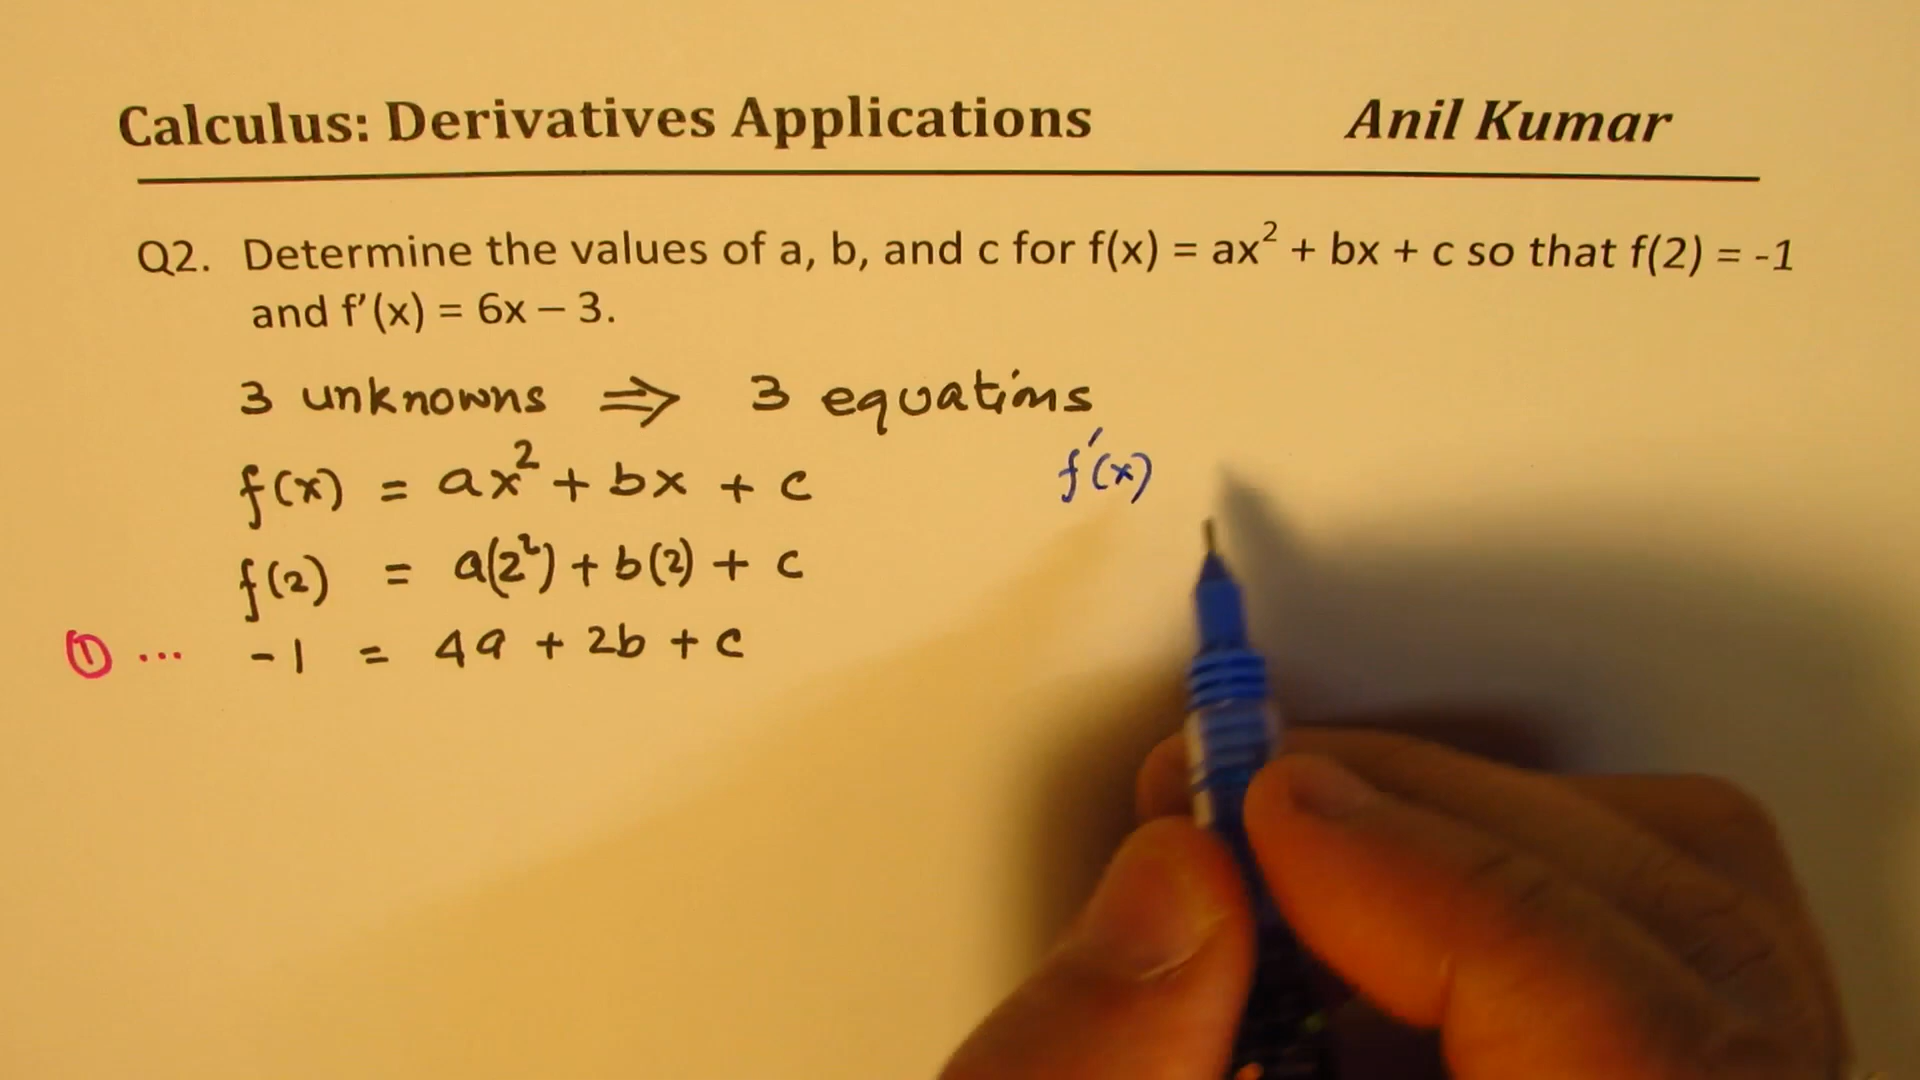 Calculus: Derivatives Applications Anil Kumar
Q2. Determine the values of a, b, and c for f(x) = ax² + bx + c so that f(2) = -1
and f′(x) = 6x – 3.
3 unknowns ⇒ 3 equations
f(x) = ax² + bx + c f′(x)
f(2) = a(2²) + b(2) + c
① ... -1 = 4a + 2b + c